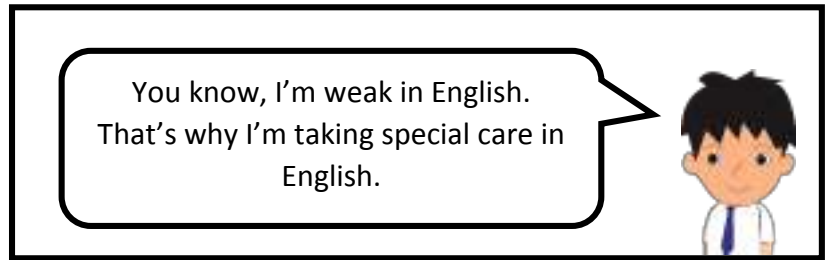 You know, I’m weak in English.
That’s why I’m taking special care in
English.